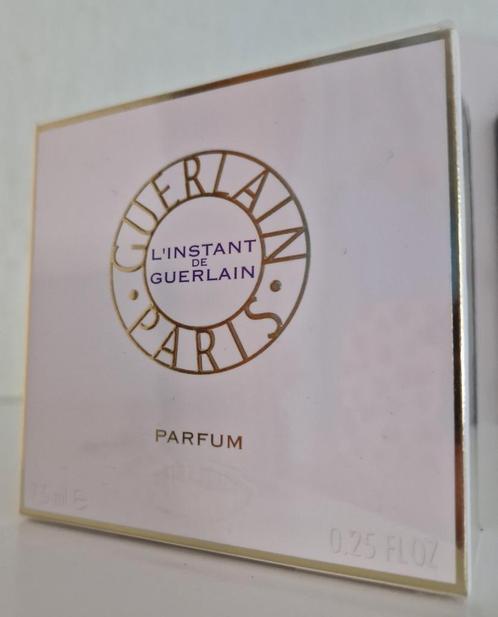 GUERLAIN
L'INSTANT
DE
GUERLAIN
PARIS
PARFUM
7.5 ml e
0.25 FL OZ